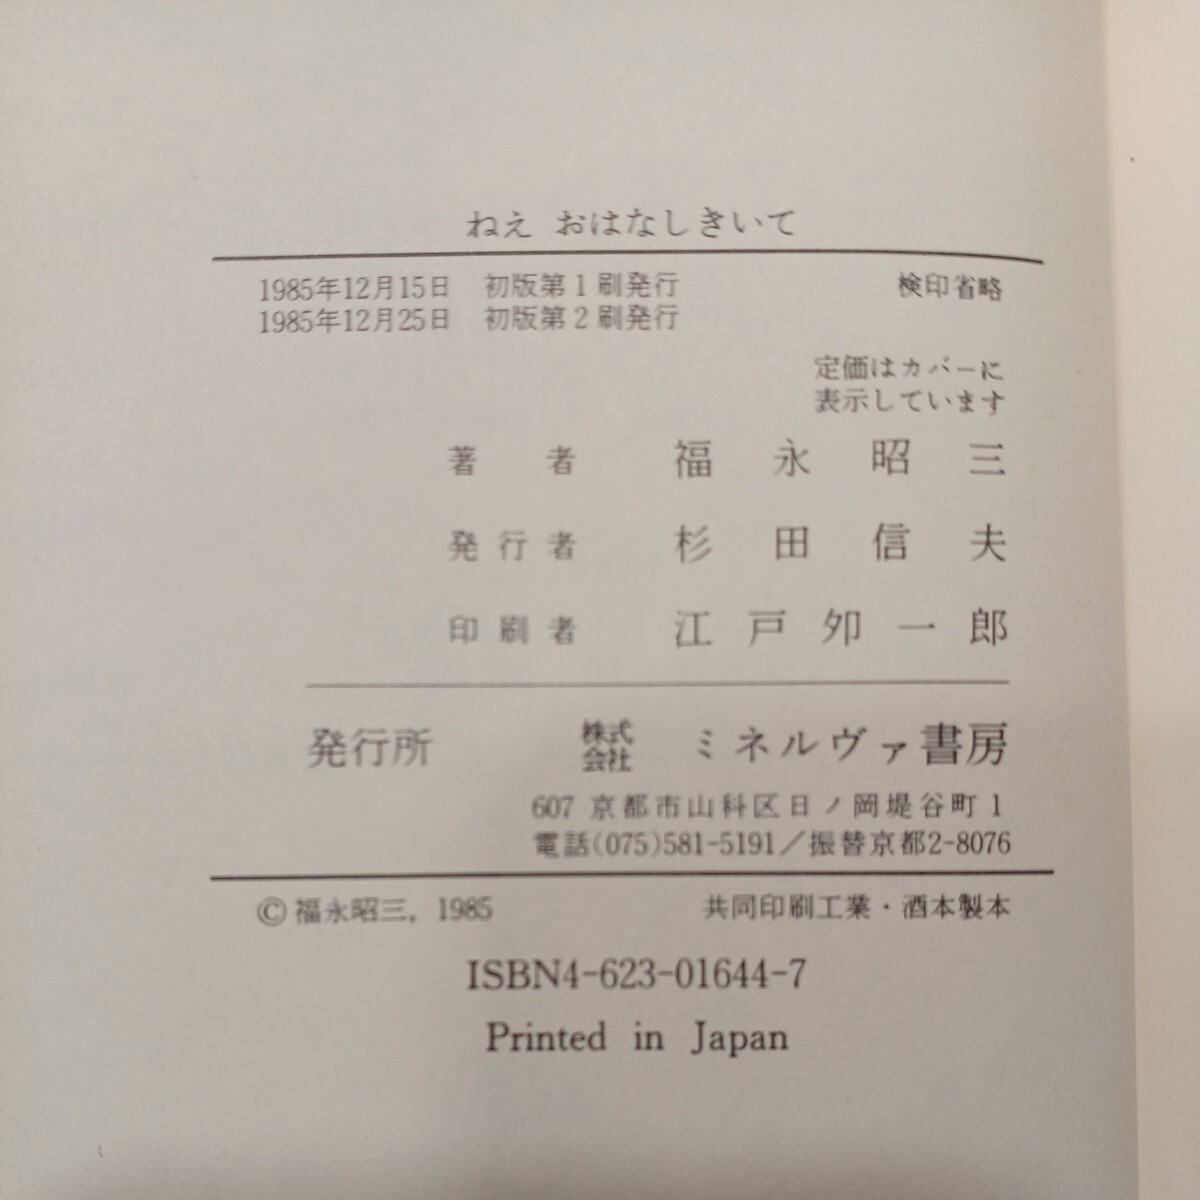 ねえ おはなしきいて
1985年12月15日 初版第1刷発行 検印省略
1985年12月25日 初版第2刷発行
定価はカバーに
表示しています
著者 福永昭三
発行者 杉田信夫
印刷者 江戸卯一郎
発行所 株式会社 ミネルヴァ書房
607 京都市山科区日ノ岡堤谷町1
電話(075)581-5191/振替京都2-8076
©福永昭三, 1985 共同印刷工業・酒本製本
ISBN4-623-01644-7
Printed in Japan